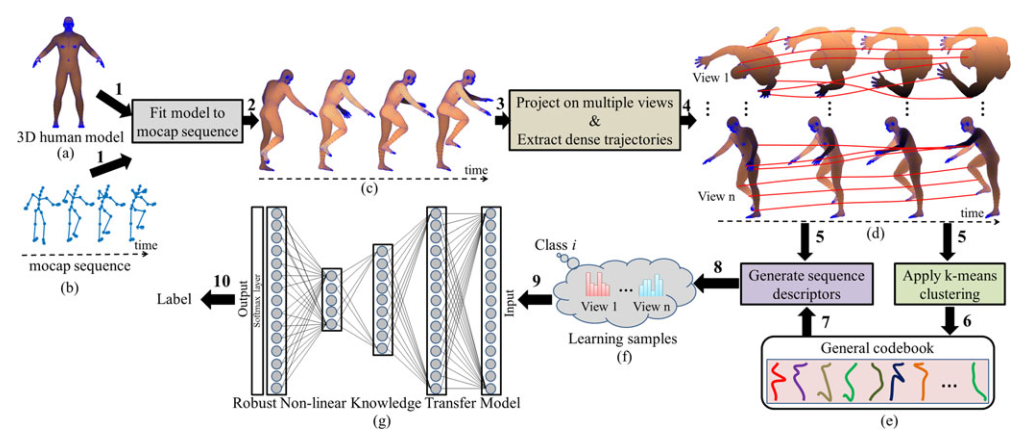 3D human model
(a)
1
1
Fit model to
mocap sequence
2
time
(c)
3
Project on multiple views
&
Extract dense trajectories
4
View 1
View n
time
(d)
time
mocap sequence
(b)
5
5
Generate sequence
descriptors
Apply k-means
clustering
6
7
General codebook
...
(e)
8
Class i
View 1
...
View n
Learning samples
(f)
9
Input
Output
Softmax layer
10
Label
Robust Non-linear Knowledge Transfer Model
(g)